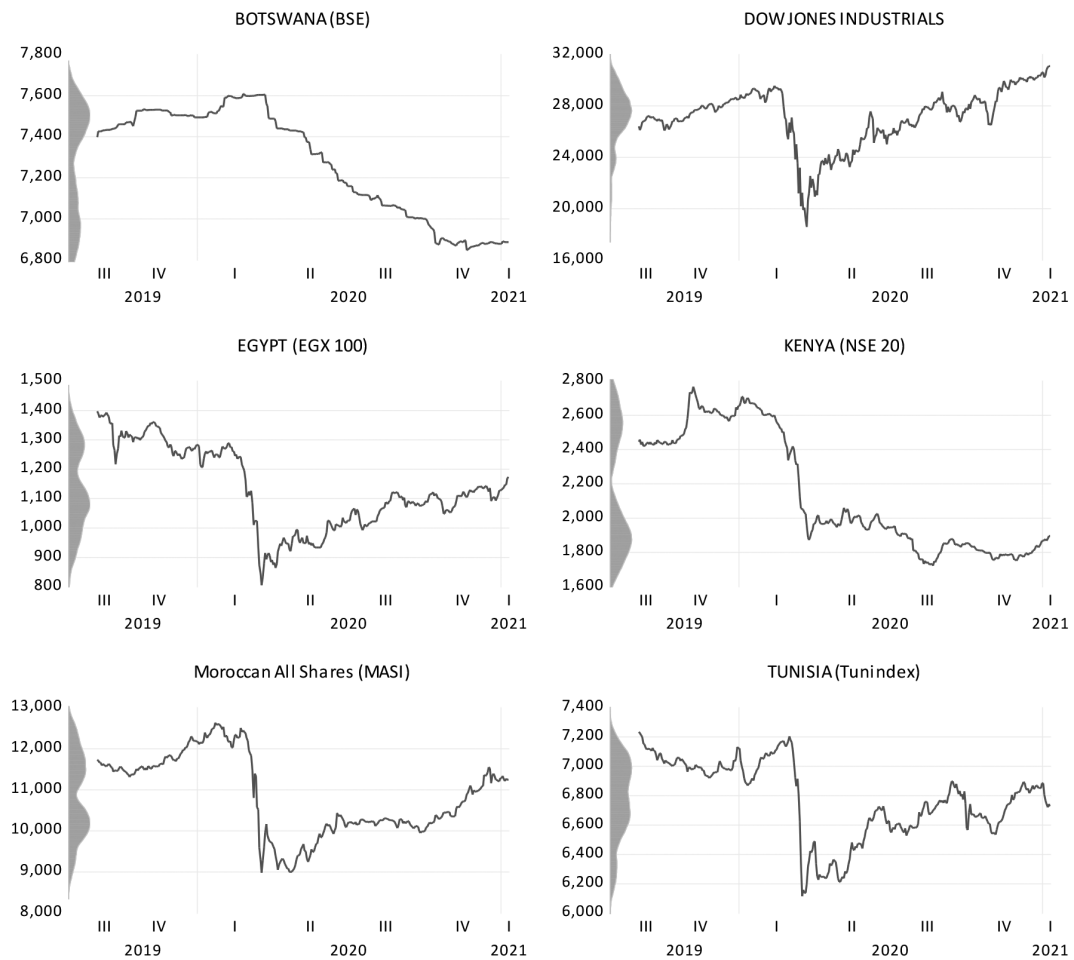 BOTSWANA (BSE)
7,800
7,600
7,400
7,200
7,000
6,800
III IV I II III IV I
2019 2020 2021
DOW JONES INDUSTRIALS
32,000
28,000
24,000
20,000
16,000
III IV I II III IV I
2019 2020 2021
EGYPT (EGX 100)
1,500
1,400
1,300
1,200
1,100
1,000
900
800
III IV I II III IV I
2019 2020 2021
KENYA (NSE 20)
2,800
2,600
2,400
2,200
2,000
1,800
1,600
III IV I II III IV I
2019 2020 2021
Moroccan All Shares (MASI)
13,000
12,000
11,000
10,000
9,000
8,000
III IV I II III IV I
2019 2020 2021
TUNISIA (Tunindex)
7,400
7,200
7,000
6,800
6,600
6,400
6,200
6,000
III IV I II III IV I
2019 2020 2021